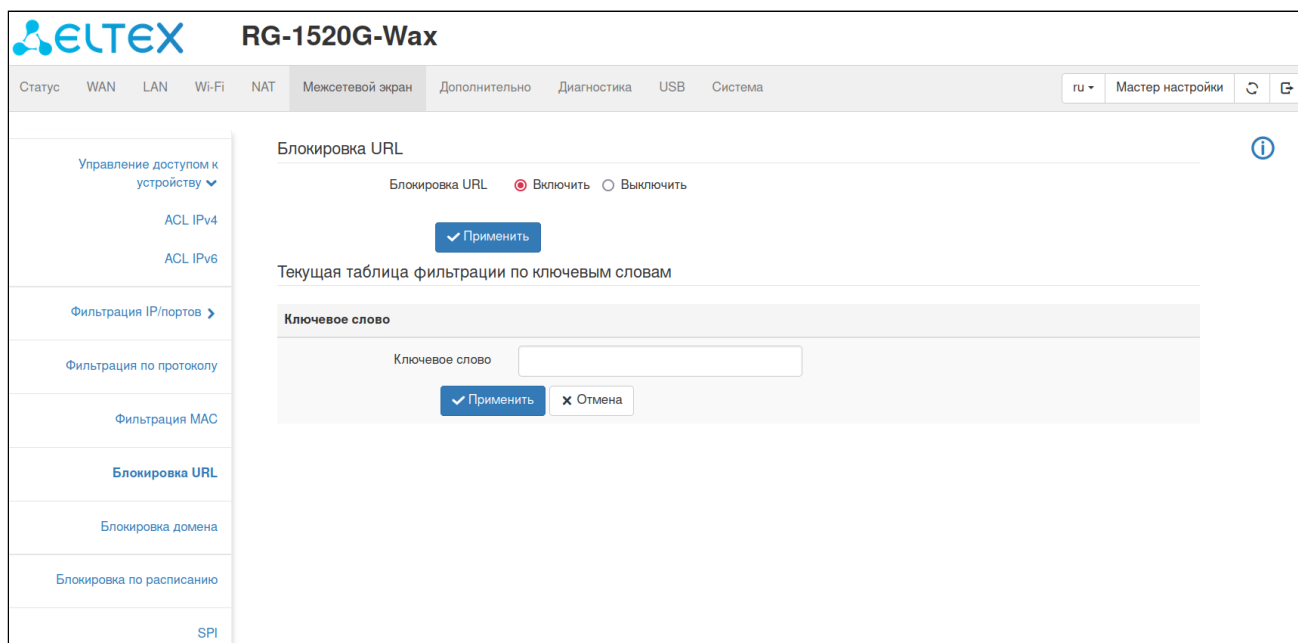 ELTEX RG-1520G-Wax
Статус WAN LAN Wi-Fi NAT Межсетевой экран Дополнительно Диагностика USB Система ru Мастер настройки
Управление доступом к
устройству
ACL IPv4
ACL IPv6
Фильтрация IP/портов
Фильтрация по протоколу
Фильтрация MAC
Блокировка URL
Блокировка домена
Блокировка по расписанию
SPI
Блокировка URL
Блокировка URL Включить Выключить
Применить
Текущая таблица фильтрации по ключевым словам
Ключевое слово
Ключевое слово
Применить Отмена